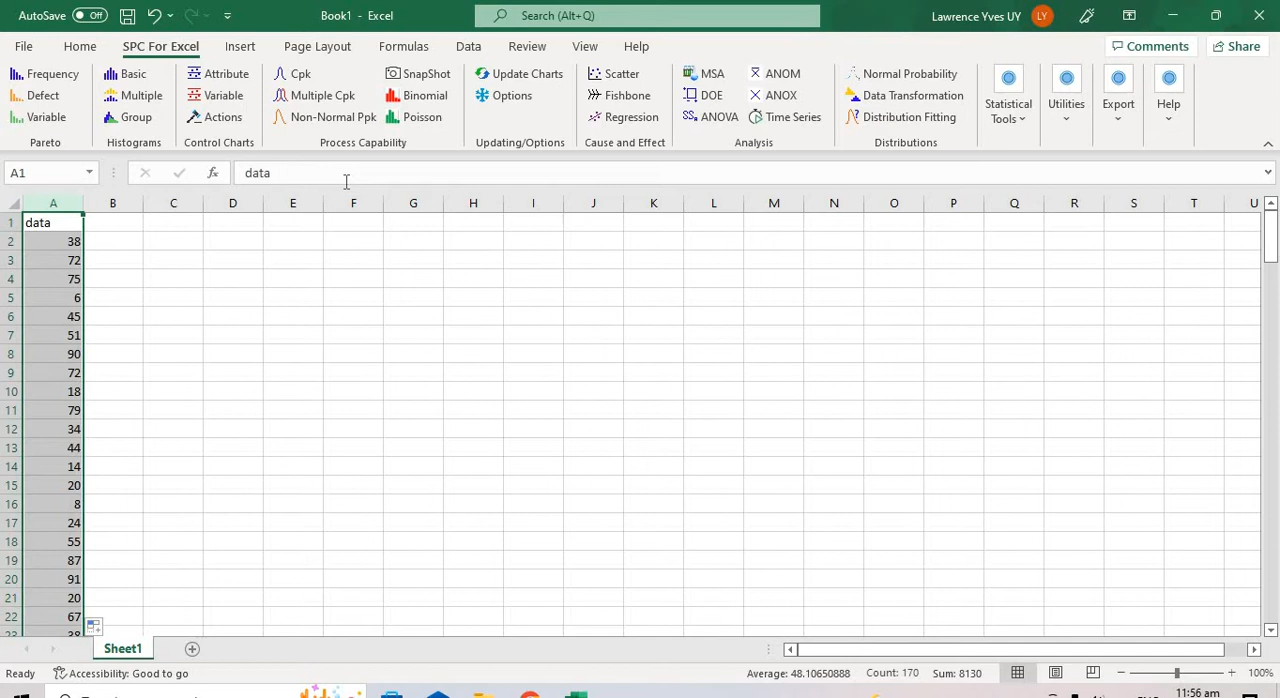 AutoSave Off Book1 - Excel Search (Alt+Q) Lawrence Yves UY LY
File Home SPC For Excel Insert Page Layout Formulas Data Review View Help Comments Share
Frequency Basic Attribute Cpk SnapShot Update Charts Scatter MSA ANOM Normal Probability
Defect Multiple Variable Multiple Cpk Binomial Options Fishbone DOE ANOX Data Transformation
Variable Group Actions Non-Normal Ppk Poisson Regression ANOVA Time Series Distribution Fitting
Statistical Tools Utilities Export Help
Pareto Histograms Control Charts Process Capability Updating/Options Cause and Effect Analysis Distributions
A1 fx data
A B C D E F G H I J K L M N O P Q R S T U
1 data
2 38
3 72
4 75
5 6
6 45
7 51
8 90
9 72
10 18
11 79
12 34
13 44
14 14
15 20
16 8
17 24
18 55
19 87
20 91
21 20
22 67
23 38
Sheet1
Ready Accessibility: Good to go Average: 48.10650888 Count: 170 Sum: 8130 100%
11:56 am